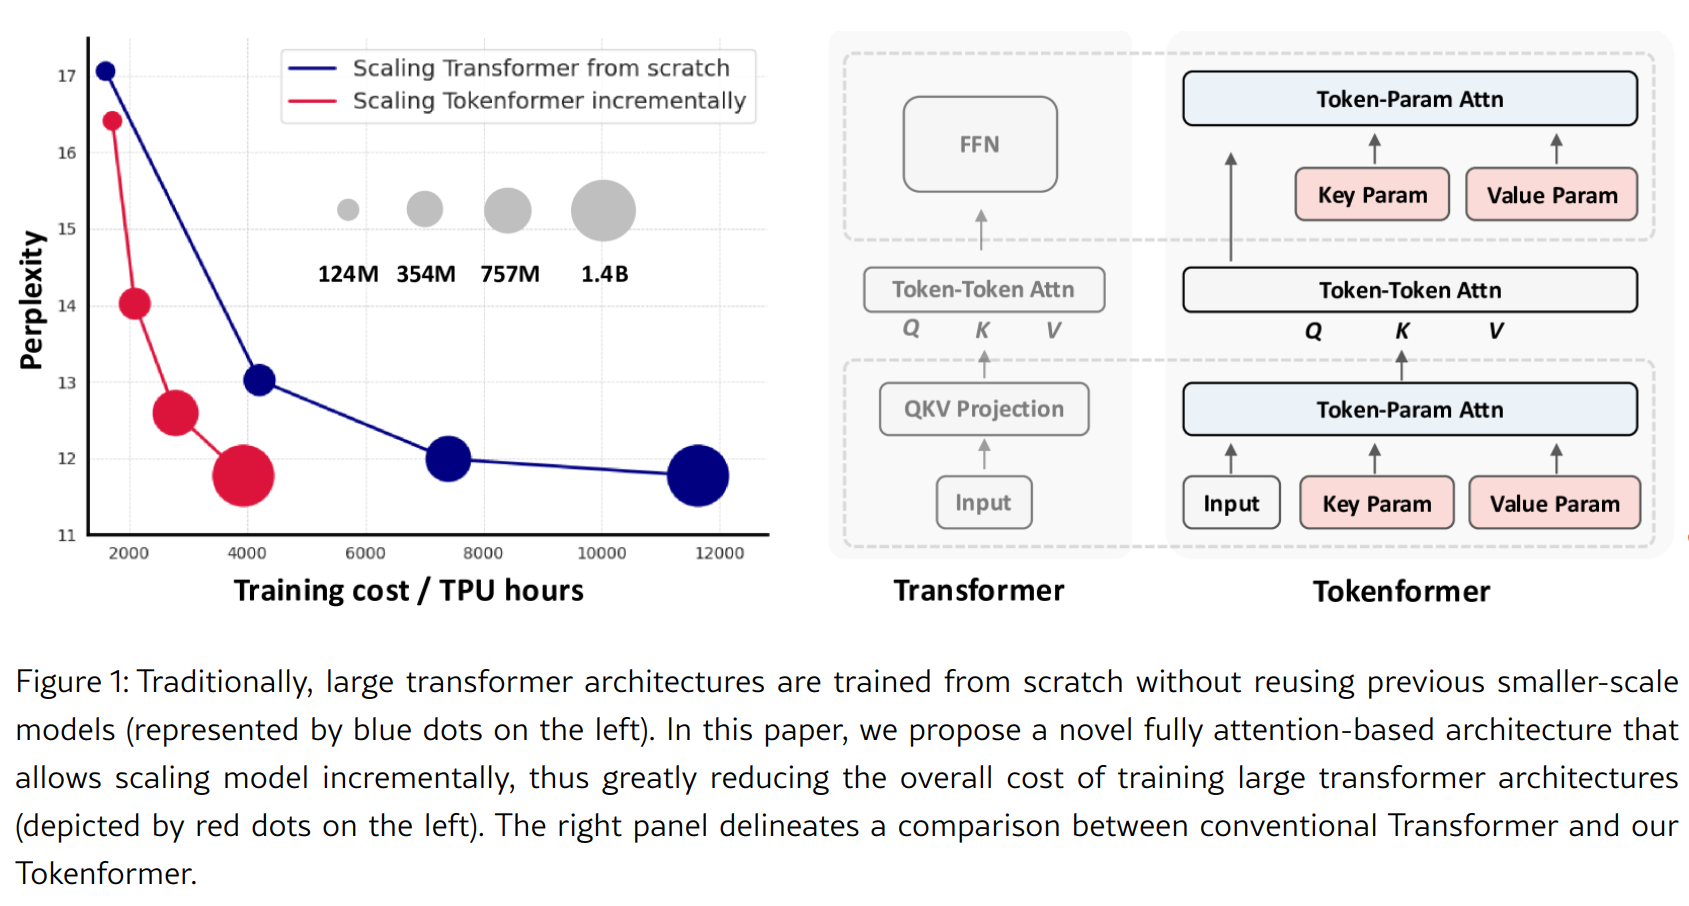 17
16
15
14
13
12
11
Perplexity
Scaling Transformer from scratch
Scaling Tokenformer incrementally
124M 354M 757M 1.4B
2000 4000 6000 8000 10000 12000
Training cost / TPU hours
FFN
Token-Token Attn
Q K V
QKV Projection
Input
Transformer
Token-Param Attn
Key Param Value Param
Token-Token Attn
Q K V
Token-Param Attn
Input Key Param Value Param
Tokenformer
Figure 1: Traditionally, large transformer architectures are trained from scratch without reusing previous smaller-scale
models (represented by blue dots on the left). In this paper, we propose a novel fully attention-based architecture that
allows scaling model incrementally, thus greatly reducing the overall cost of training large transformer architectures
(depicted by red dots on the left). The right panel delineates a comparison between conventional Transformer and our
Tokenformer.